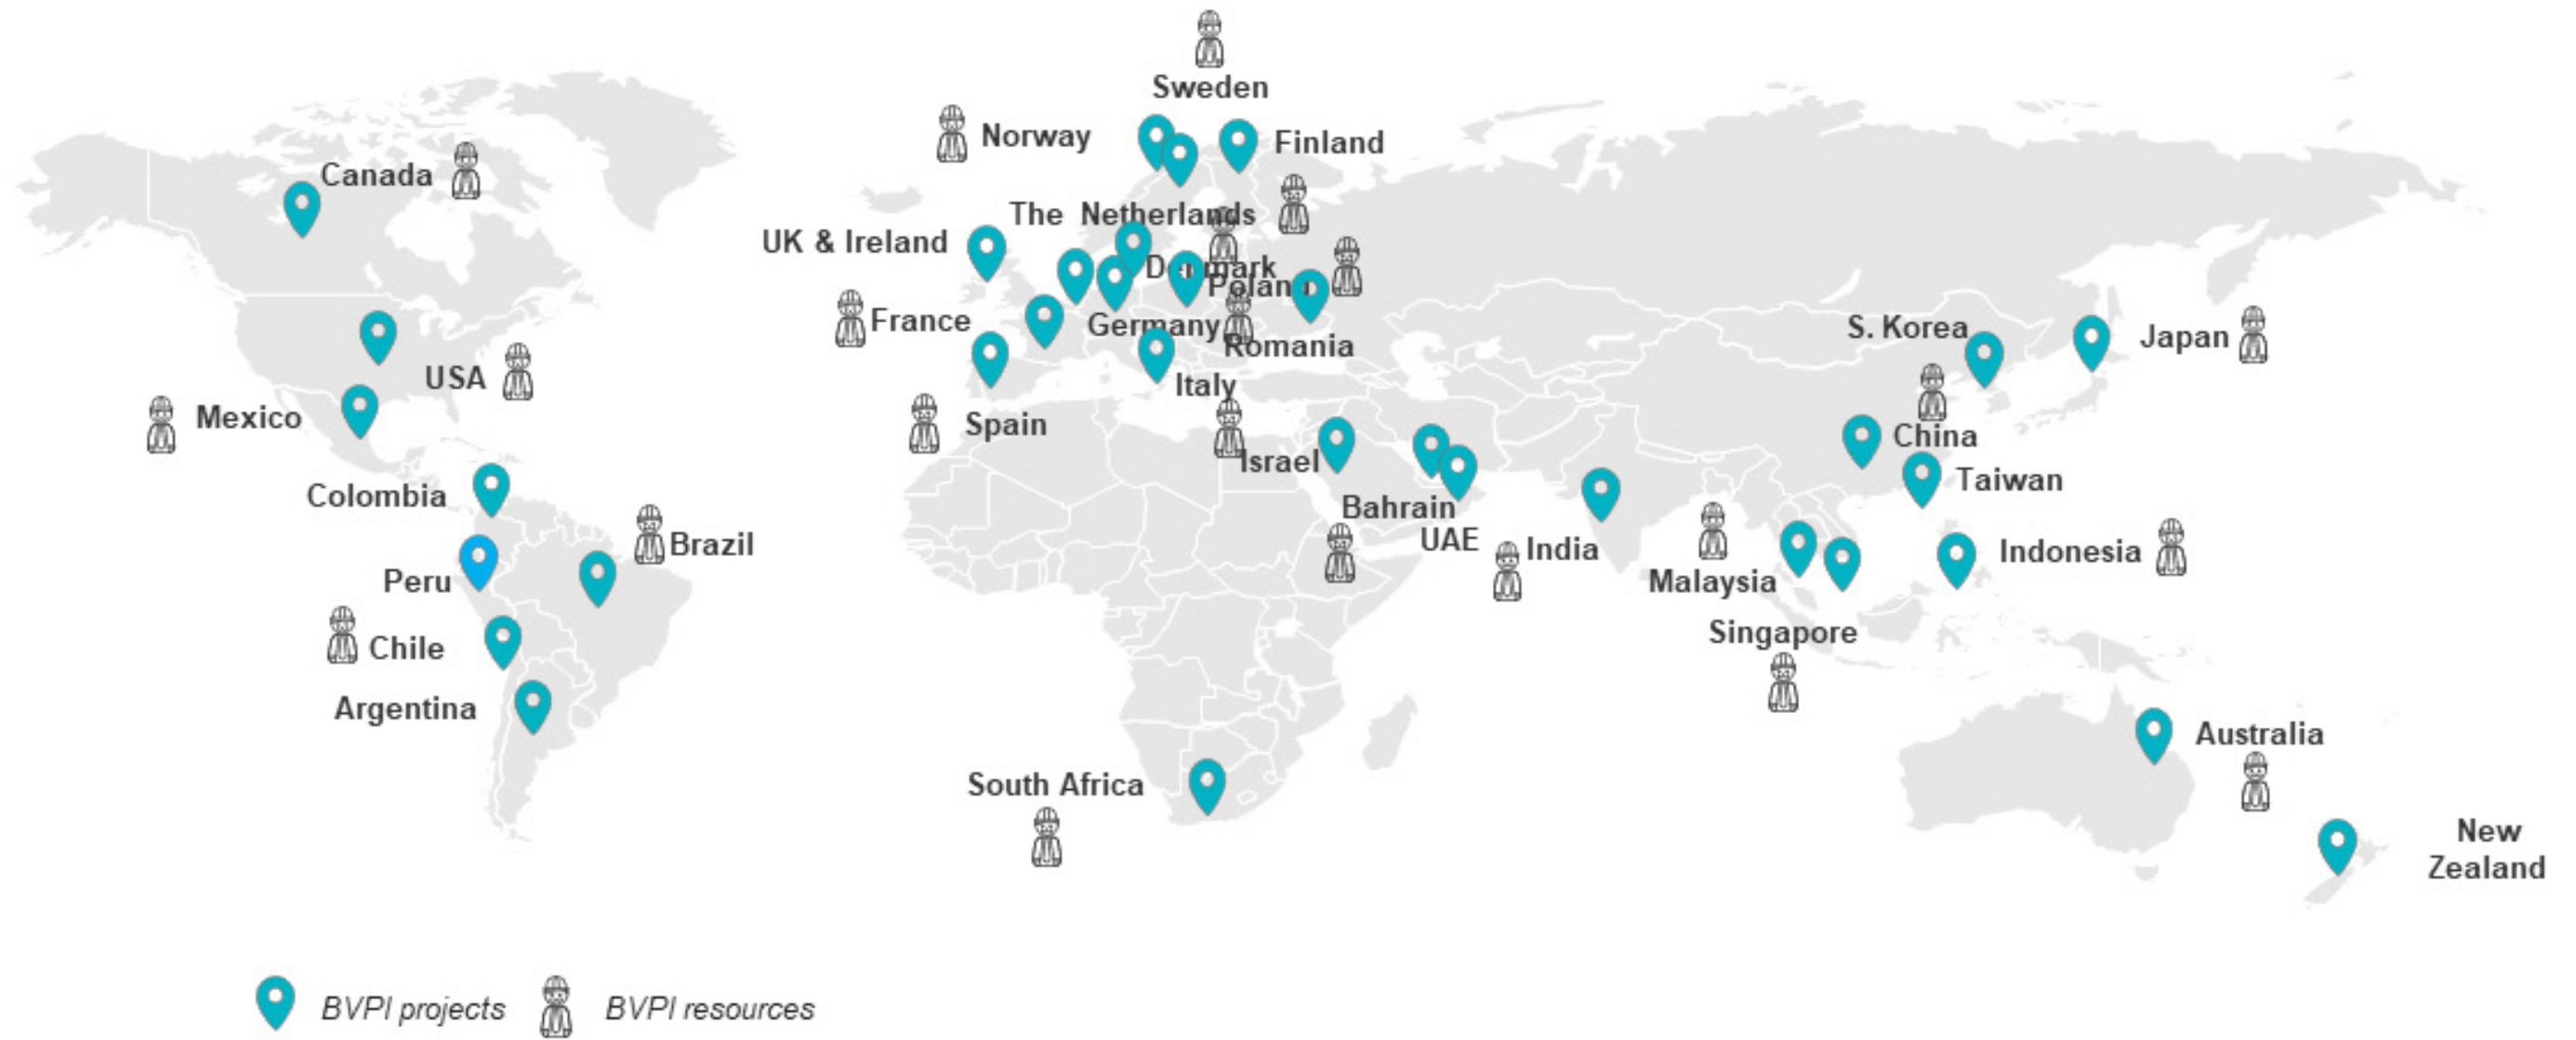 Sweden
Norway
Finland
Canada
The Netherlands
UK & Ireland
Denmark
Poland
France
Germany
S. Korea
Japan
Romania
USA
Italy
Mexico
Spain
China
Israel
Taiwan
Colombia
Bahrain
UAE
India
Brazil
Indonesia
Peru
Malaysia
Singapore
Chile
Argentina
Australia
South Africa
New
Zealand
BVPI projects
BVPI resources